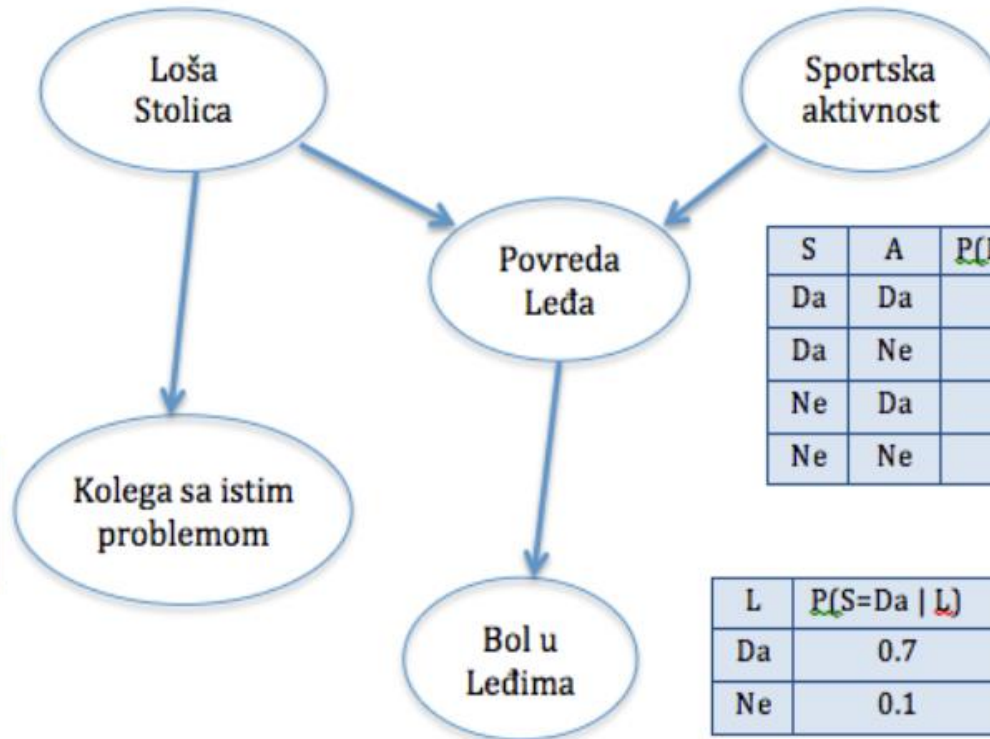 Loša
Stolica
Sportska
aktivnost
Povreda
Leđa
S A
Da Da
Da Ne
Ne Da
Ne Ne
Kolega sa istim
problemom
Bol u
Leđima
L P(S=Da | L)
Da 0.7
Ne 0.1